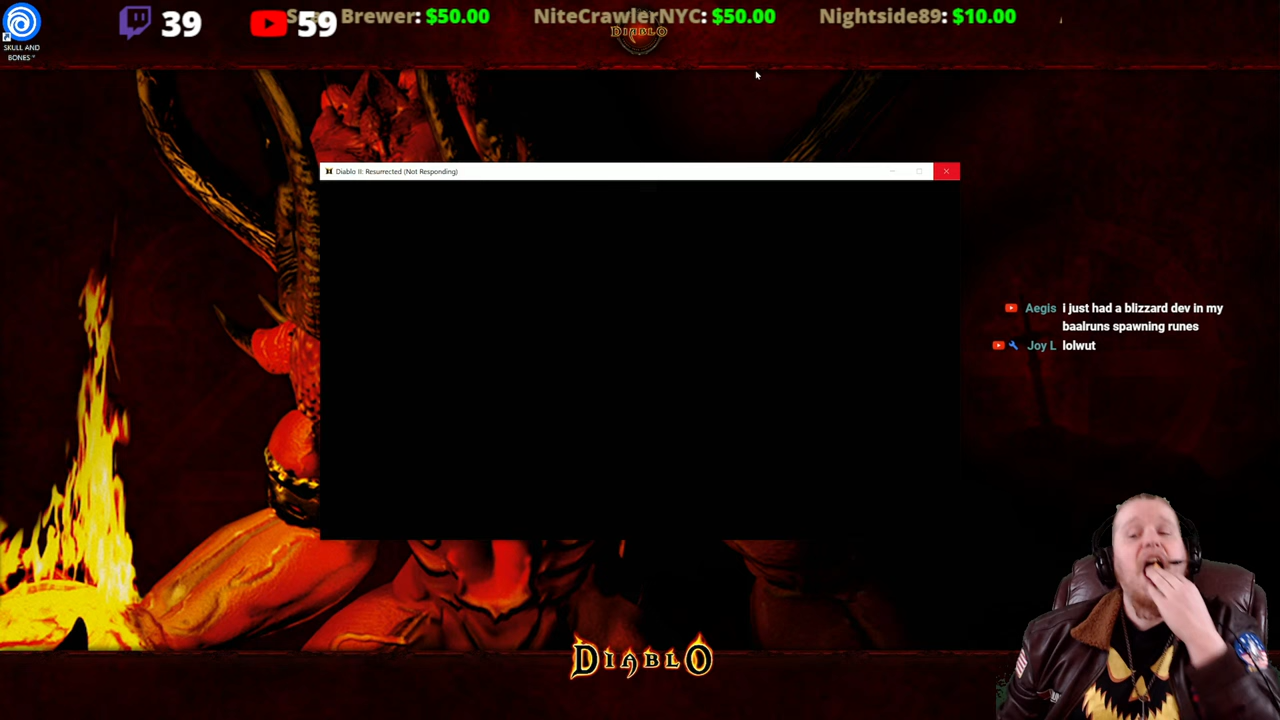 39
59
Brewer: $50.00
NiteCrawlerNYC: $50.00
Nightside89: $10.00
DIABLO
SKULL AND
BONES
Diablo II: Resurrected (Not Responding)
Aegis i just had a blizzard dev in my
baalruns spawning runes
Joy L lolwut
DIABLO